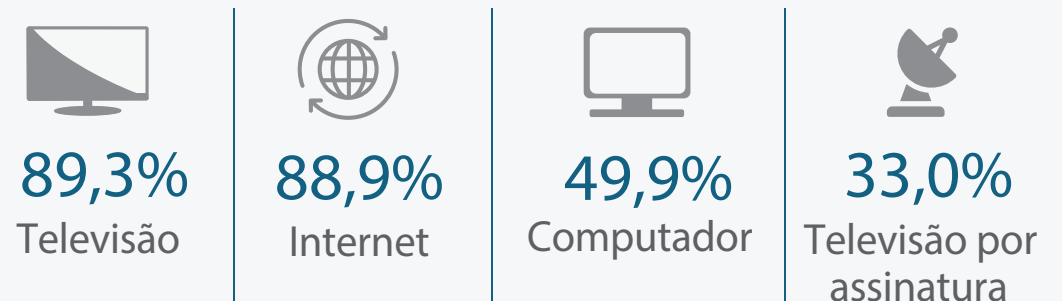 89,3%
Televisão
88,9%
Internet
49,9%
Computador
33,0%
Televisão por
assinatura